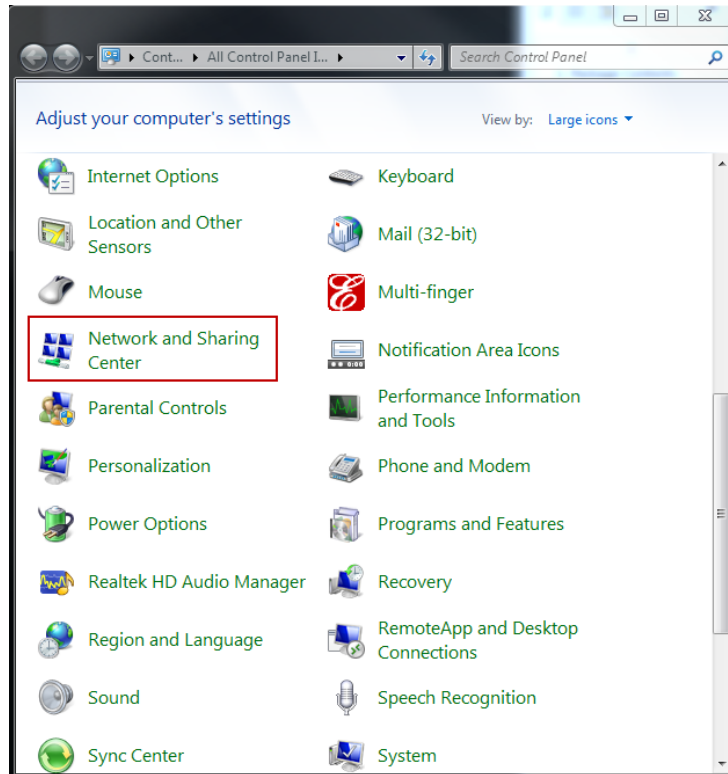 Cont... All Control Panel I... Search Control Panel
Adjust your computer's settings View by: Large icons
Internet Options Keyboard
Location and Other
Sensors
Mail (32-bit)
Mouse Multi-finger
Network and Sharing
Center
Notification Area Icons
Parental Controls
Performance Information
and Tools
Personalization Phone and Modem
Power Options Programs and Features
Realtek HD Audio Manager Recovery
Region and Language
RemoteApp and Desktop
Connections
Sound Speech Recognition
Sync Center System